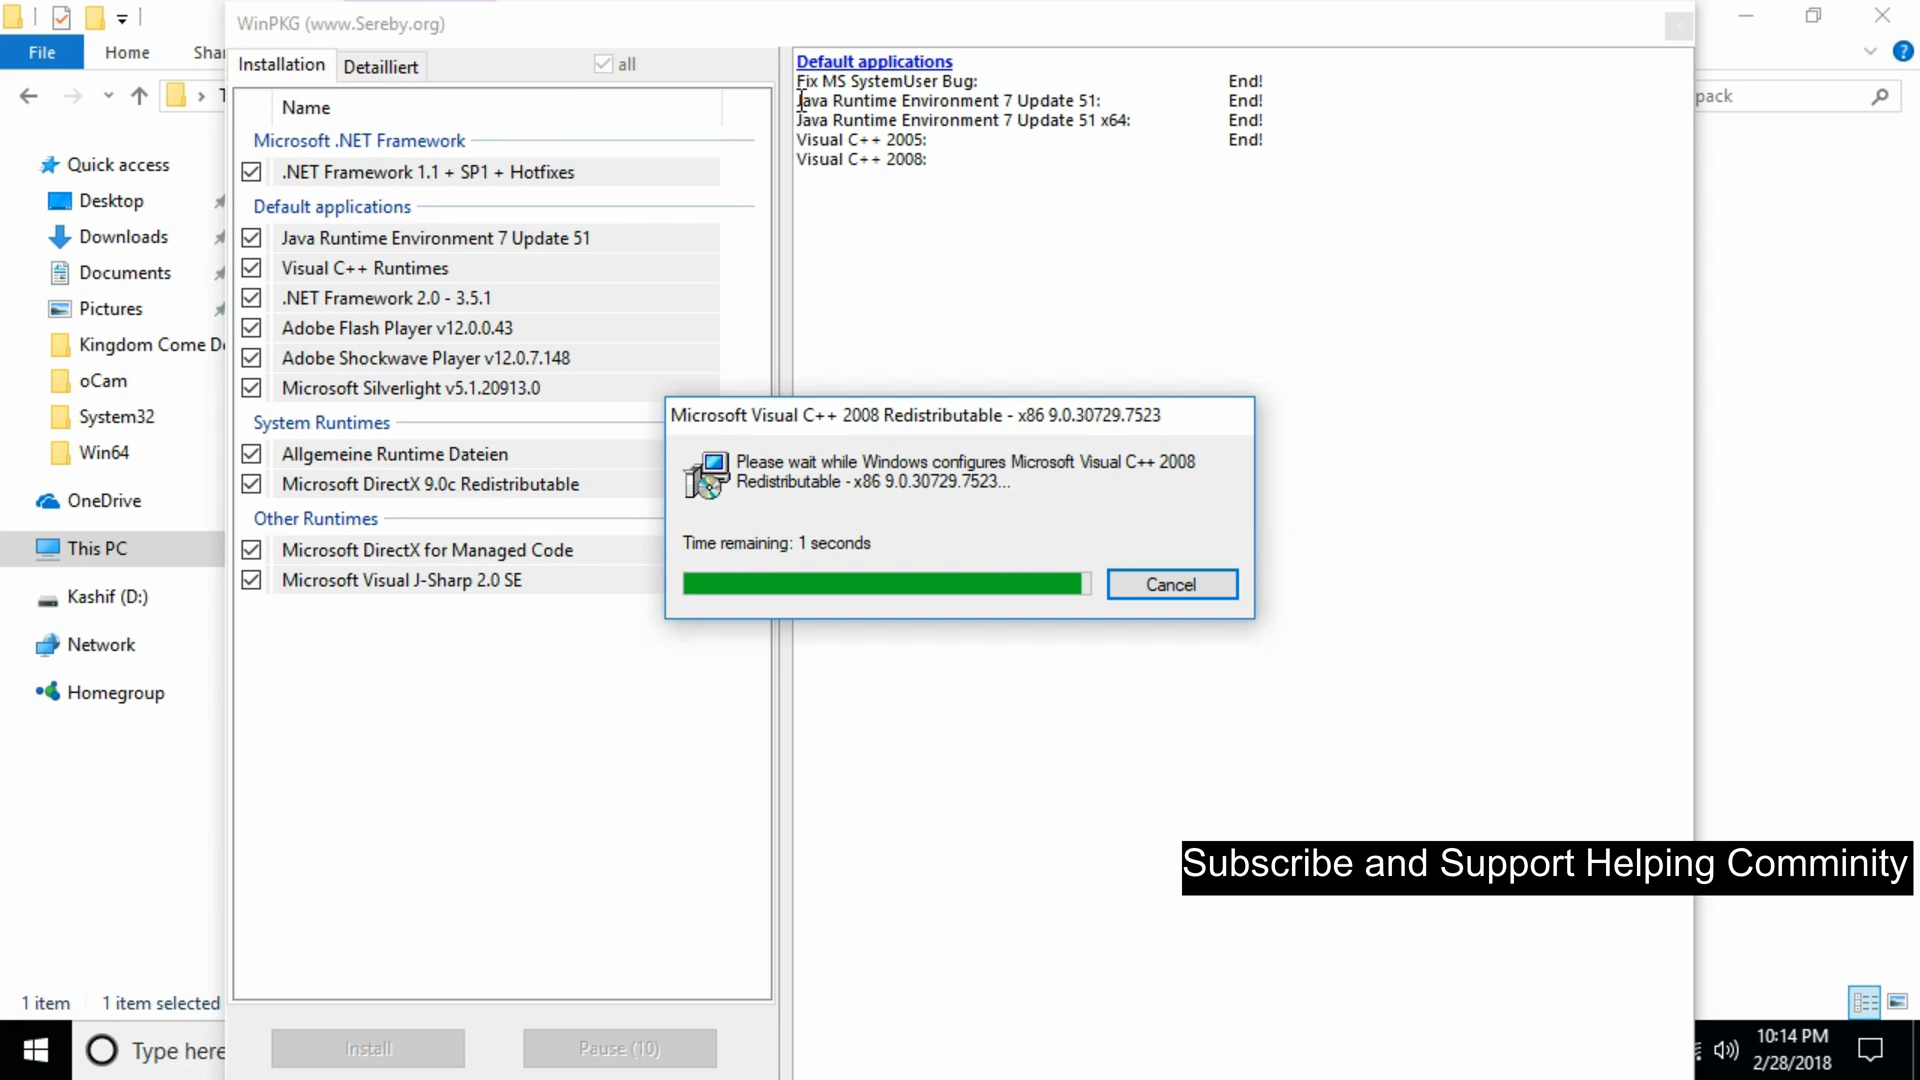 WinPKG (www.Sereby.org)
File
Home
Sha
Installation
Detailliert
all
pack
Name
Microsoft .NET Framework
.NET Framework 1.1 + SP1 + Hotfixes
Default applications
Java Runtime Environment 7 Update 51
Visual C++ Runtimes
.NET Framework 2.0 - 3.5.1
Adobe Flash Player v12.0.0.43
Adobe Shockwave Player v12.0.7.148
Microsoft Silverlight v5.1.20913.0
System Runtimes
Allgemeine Runtime Dateien
Microsoft DirectX 9.0c Redistributable
Other Runtimes
Microsoft DirectX for Managed Code
Microsoft Visual J-Sharp 2.0 SE
Install
Pause (10)
Default applications
Fix MS SystemUser Bug: End!
Java Runtime Environment 7 Update 51: End!
Java Runtime Environment 7 Update 51 x64: End!
Visual C++ 2005: End!
Visual C++ 2008:
Microsoft Visual C++ 2008 Redistributable - x86 9.0.30729.7523
Please wait while Windows configures Microsoft Visual C++ 2008
Redistributable - x86 9.0.30729.7523...
Time remaining: 1 seconds
Cancel
Quick access
Desktop
Downloads
Documents
Pictures
Kingdom Come D
oCam
System32
Win64
OneDrive
This PC
Kashif (D:)
Network
Homegroup
Subscribe and Support Helping Comminity
1 item
1 item selected
Type here
10:14 PM
2/28/2018